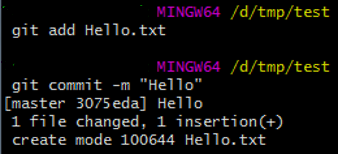 MINGW64 /d/tmp/test
git add Hello.txt
MINGW64 /d/tmp/test
git commit -m "Hello"
[master 3075eda] Hello
1 file changed, 1 insertion(+)
create mode 100644 Hello.txt